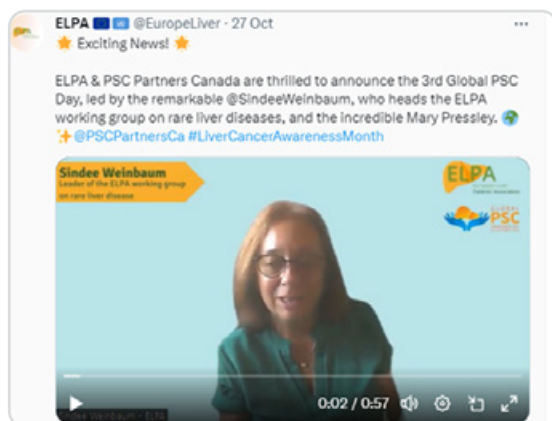 ELPA @EuropeLiver · 27 Oct
Exciting News!
ELPA & PSC Partners Canada are thrilled to announce the 3rd Global PSC
Day, led by the remarkable @SindeeWeinbaum, who heads the ELPA
working group on rare liver diseases, and the incredible Mary Pressley.
@PSCPartnersCa #LiverCancerAwarenessMonth
Sindee Weinbaum
Leader of the ELPA working group
on rare liver disease
ELPA
GLOBAL
PSC
0:02 / 0:57
Sindee Weinbaum - ELPA